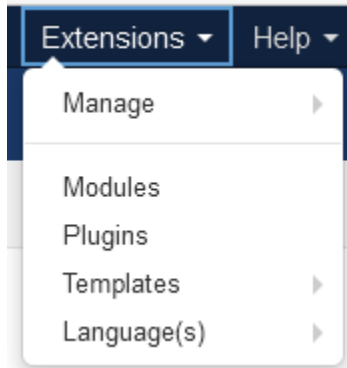 Extensions Help
Manage
Modules
Plugins
Templates
Language(s)